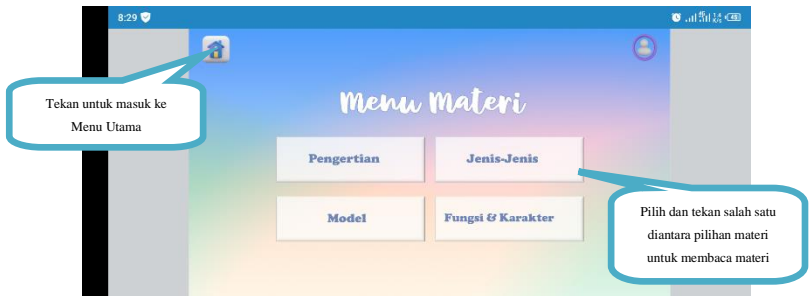 8:29
Menu Materi
Tekan untuk masuk ke
Menu Utama
Pengertian
Jenis-Jenis
Model
Fungsi & Karakter
Pilih dan tekan salah satu
diantara pilihan materi
untuk membaca materi